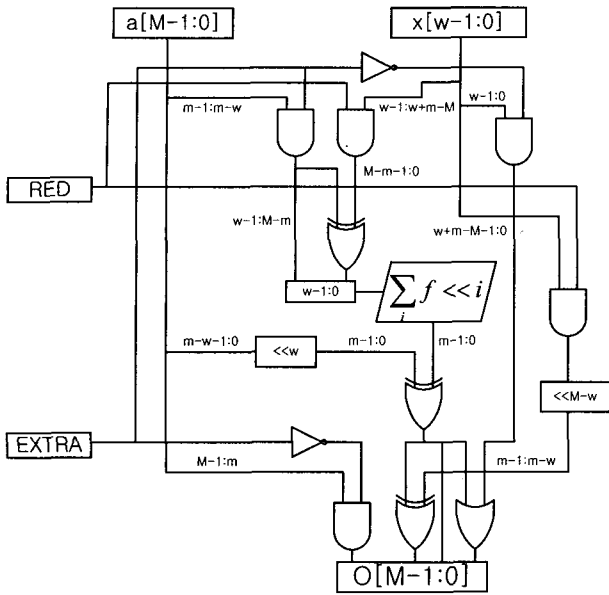 a[M-1:0]
x[w-1:0]
m-1:m-w
w-1:w+m-M
w-1:0
RED
M-m-1:0
w-1:M-m
w+m-M-1:0
w-1:0
∑ f << i
i
m-w-1:0
<<w
m-1:0
m-1:0
<<M-w
EXTRA
M-1:m
m-1:m-w
O[M-1:0]